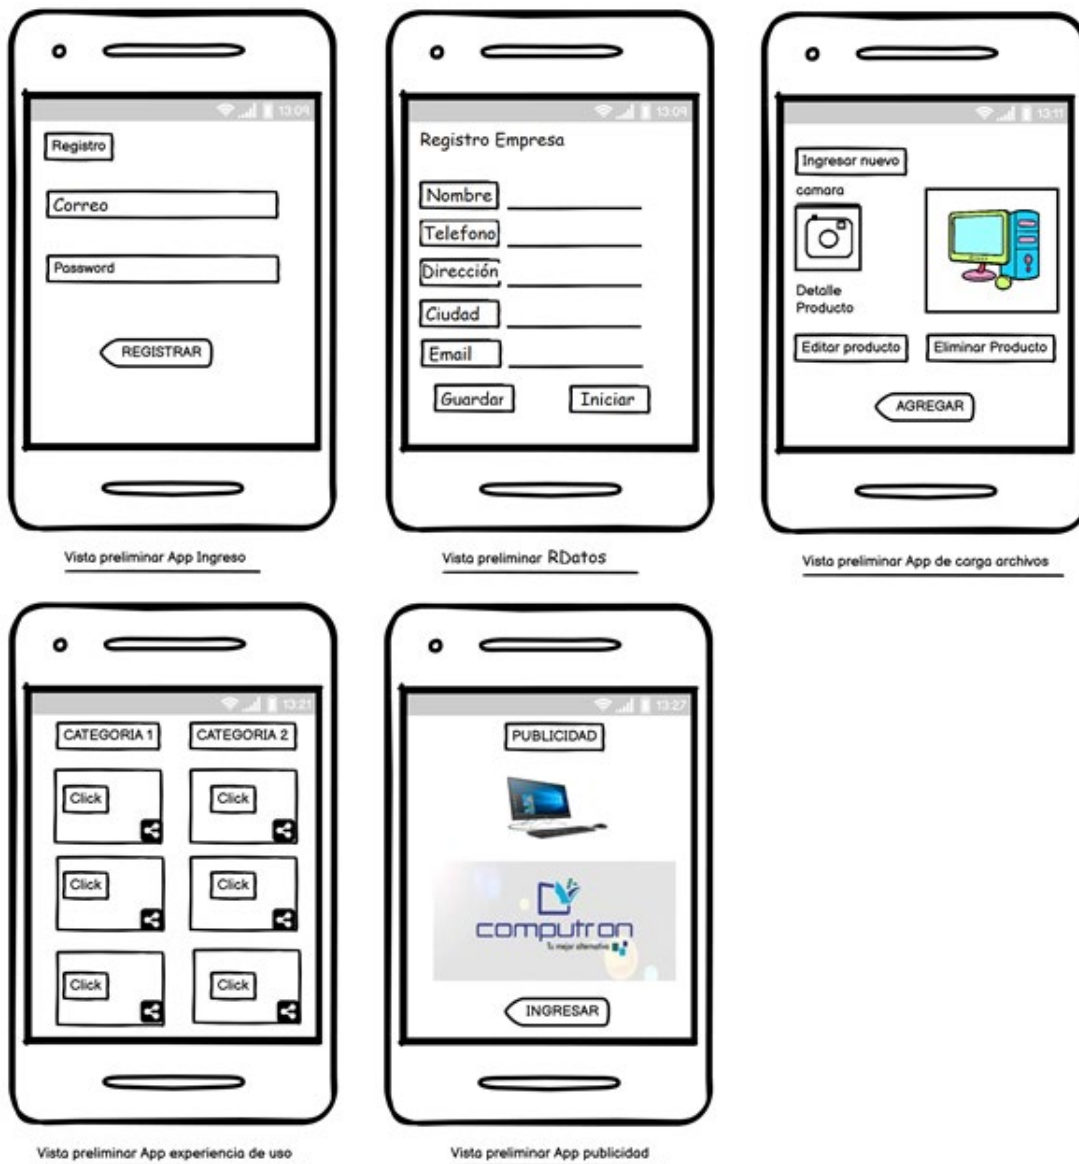 13:09
Registro
Correo
Password
REGISTRAR
Vista preliminar App Ingreso
13:09
Registro Empresa
Nombre
Telefono
Dirección
Ciudad
Email
Guardar
Iniciar
Vista preliminar RDatos
13:11
Ingresar nuevo
camara
Detalle
Producto
Editar producto
Eliminar Producto
AGREGAR
Vista preliminar App de carga archivos
13:21
CATEGORIA 1
CATEGORIA 2
Click
Click
Click
Click
Click
Click
Vista preliminar App experiencia de uso
13:27
PUBLICIDAD
computron
Tu mejor alternativa
INGRESAR
Vista preliminar App publicidad